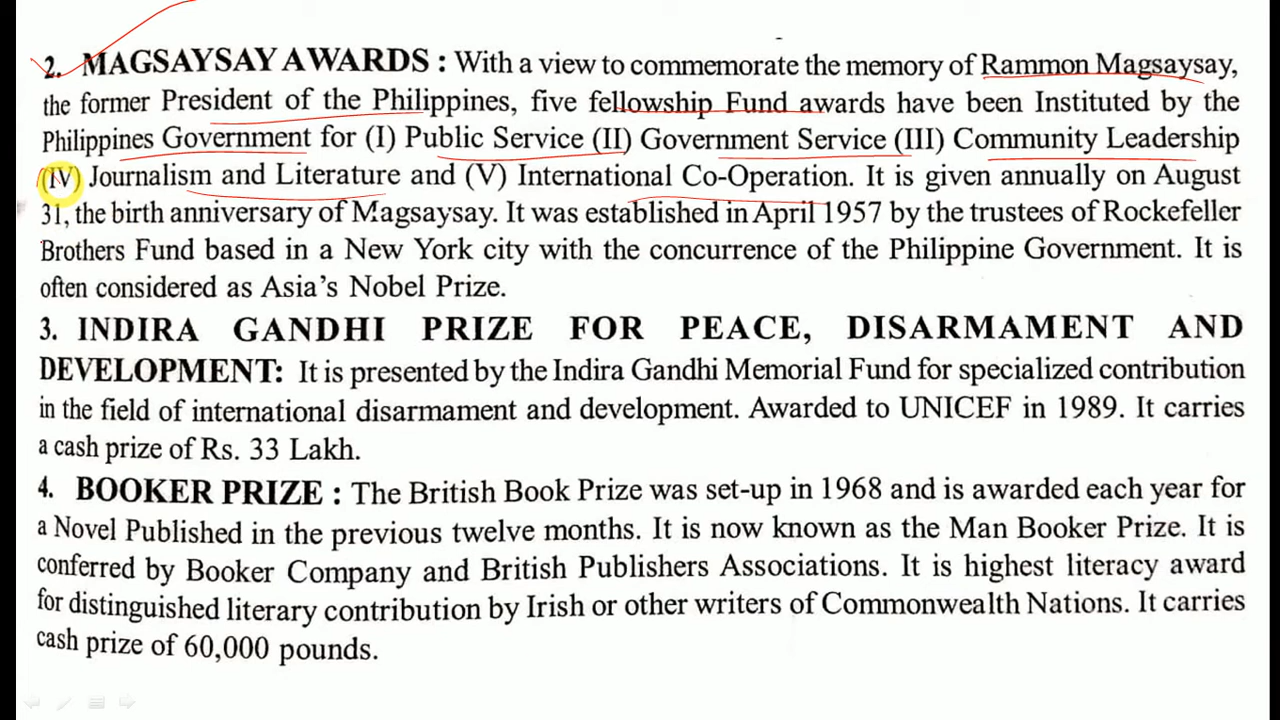 2. MAGSAYSAY AWARDS : With a view to commemorate the memory of Rammon Magsaysay,
the former President of the Philippines, five fellowship Fund awards have been Instituted by the
Philippines Government for (I) Public Service (II) Government Service (III) Community Leadership
(IV) Journalism and Literature and (V) International Co-Operation. It is given annually on August
31, the birth anniversary of Magsaysay. It was established in April 1957 by the trustees of Rockefeller
Brothers Fund based in a New York city with the concurrence of the Philippine Government. It is
often considered as Asia's Nobel Prize.
3. INDIRA GANDHI PRIZE FOR PEACE, DISARMAMENT AND
DEVELOPMENT: It is presented by the Indira Gandhi Memorial Fund for specialized contribution
in the field of international disarmament and development. Awarded to UNICEF in 1989. It carries
a cash prize of Rs. 33 Lakh.
4. BOOKER PRIZE : The British Book Prize was set-up in 1968 and is awarded each year for
a Novel Published in the previous twelve months. It is now known as the Man Booker Prize. It is
conferred by Booker Company and British Publishers Associations. It is highest literacy award
for distinguished literary contribution by Irish or other writers of Commonwealth Nations. It carries
cash prize of 60,000 pounds.